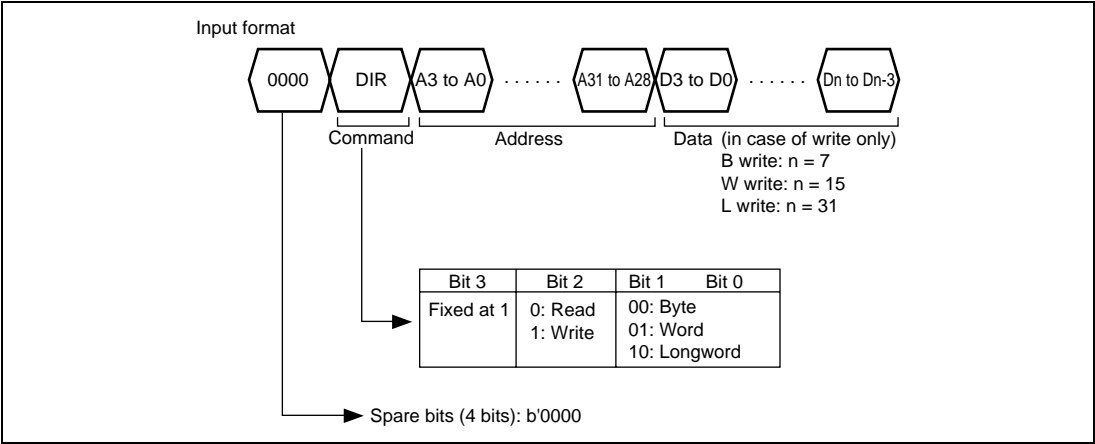 Input format
0000 DIR A3 to A0 ...... A31 to A28 D3 to D0 ...... Dn to Dn-3
Command Address Data (in case of write only)
B write: n = 7
W write: n = 15
L write: n = 31
Bit 3 Bit 2 Bit 1 Bit 0
Fixed at 1 0: Read 00: Byte
1: Write 01: Word
10: Longword
Spare bits (4 bits): b'0000